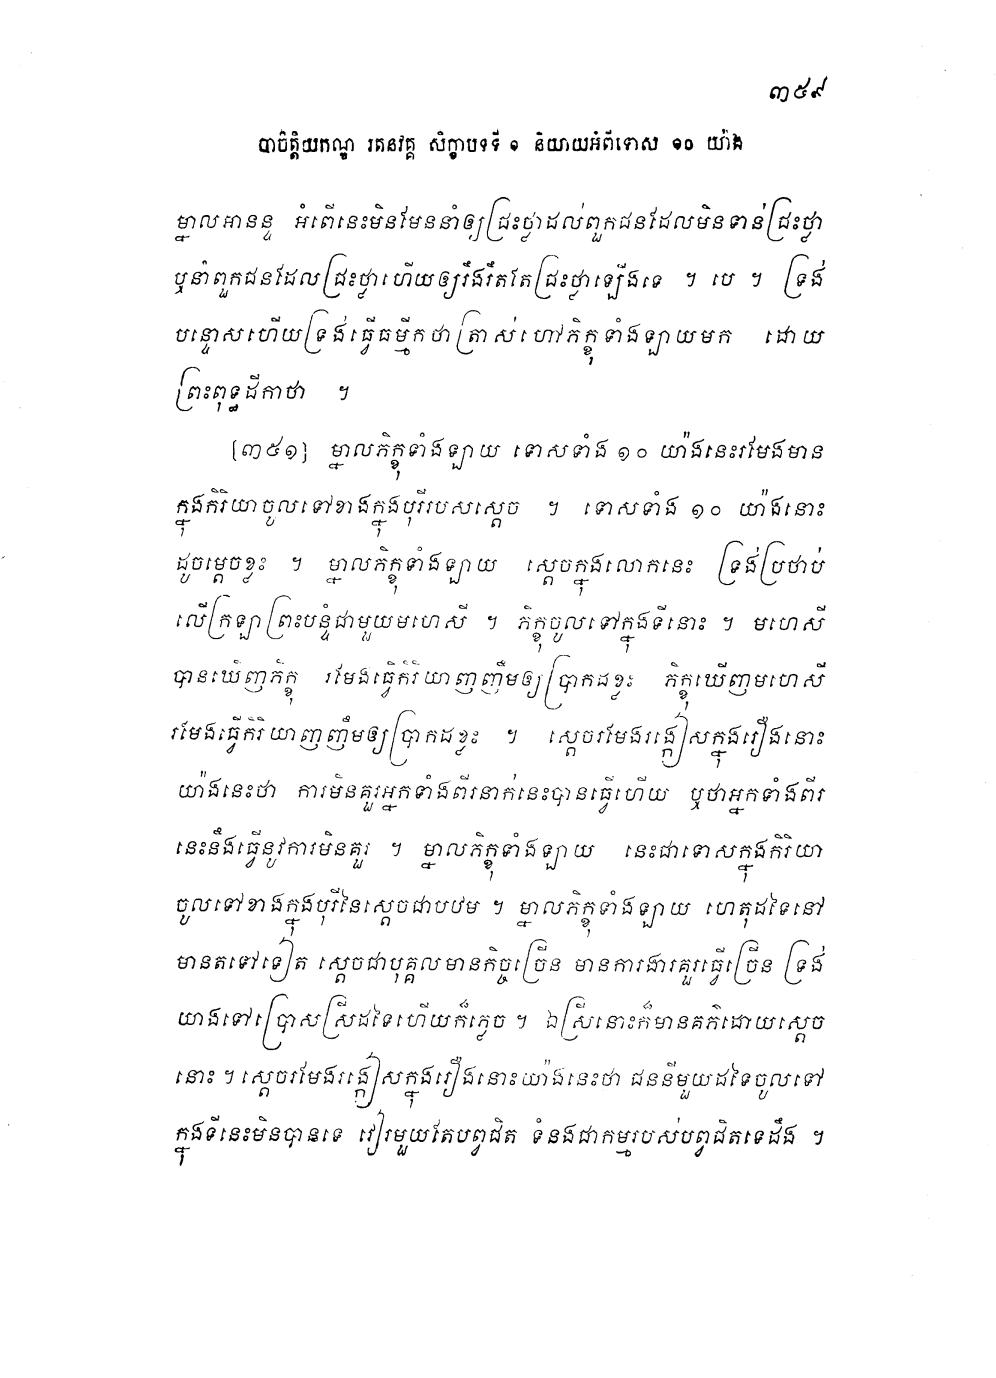 ៣៥៩
បាចិត្តិយកណ្ឌ រតនវគ្គ សិក្ខាបទទី ១ និយាយអំពីទោស ១០ យ៉ាង
ម្នាលអានន្ទ អំពើនេះមិនមែននាំឲ្យជ្រះថ្លាដល់ពួកជនដែលមិនទាន់ជ្រះថ្លា
ឬនាំពួកជនដែលជ្រះថ្លាហើយឲ្យរឹងរឹតតែជ្រះថ្លាឡើងទេ ។ បេ ។ ទ្រង់
បន្ទោសហើយទ្រង់ធ្វើធម្មីកថា ត្រាស់ហៅភិក្ខុទាំងឡាយមក ដោយ
ព្រះពុទ្ធដីកាថា ។
[៣៥១] ម្នាលភិក្ខុទាំងឡាយ ទោសទាំង ១០ យ៉ាងនេះរមែងមាន
ក្នុងកិរិយាចូលទៅខាងក្នុងបុរីរបស់ស្តេច ។ ទោសទាំង ១០ យ៉ាងនោះ
ដូចម្តេចខ្លះ ។ ម្នាលភិក្ខុទាំងឡាយ ស្តេចក្នុងលោកនេះ ទ្រង់ប្រថាប់
លើក្រឡាព្រះបន្ទំជាមួយមហេសី ។ ភិក្ខុចូលទៅក្នុងទីនោះ ។ មហេសី
បានឃើញភិក្ខុ រមែងធ្វើកិរិយាញញឹមឲ្យប្រាកដខ្លះ ភិក្ខុឃើញមហេសី
រមែងធ្វើកិរិយាញញឹមឲ្យប្រាកដខ្លះ ។ ស្តេចរមែងរង្កៀសក្នុងរឿងនោះ
យ៉ាងនេះថា ការមិនគួរអ្នកទាំងពីរនាក់នេះបានធ្វើហើយ ឬថាអ្នកទាំងពីរ
នេះនឹងធ្វើនូវការមិនគួរ ។ ម្នាលភិក្ខុទាំងឡាយ នេះជាទោសក្នុងកិរិយា
ចូលទៅខាងក្នុងបុរីនៃស្តេចជាបឋម ។ ម្នាលភិក្ខុទាំងឡាយ ហេតុដទៃនៅ
មានតទៅទៀត ស្តេចជាបុគ្គលមានកិច្ចច្រើន មានការងារគួរធ្វើច្រើន ទ្រង់
យាងទៅប្រោសស្រីដទៃហើយក៏ភ្លេច ។ ឯស្រីនោះក៏មានគភ៌ដោយស្តេច
នោះ ។ ស្តេចរមែងរង្កៀសក្នុងរឿងនោះយ៉ាងនេះថា ជននីមួយដទៃចូលទៅ
ក្នុងទីនេះមិនបានទេ វៀរមួយតែបព្វជិត ទំនងជាកម្មរបស់បព្វជិតទេដឹង ។